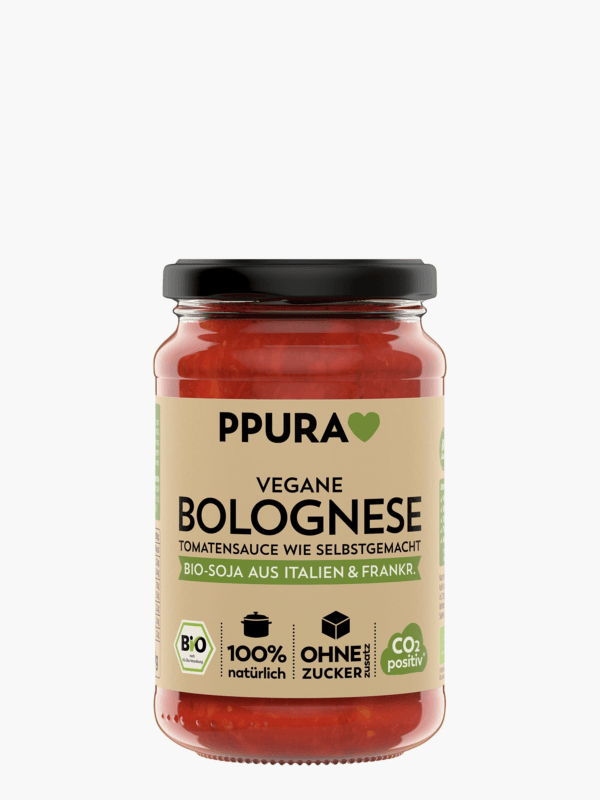 PPURA
VEGANE
BOLOGNESE
TOMATENSAUCE WIE SELBSTGEMACHT
BIO-SOJA AUS ITALIEN & FRANKR.
Bio
100%
natürlich
OHNE
ZUCKER
zusatz
CO2
positiv*